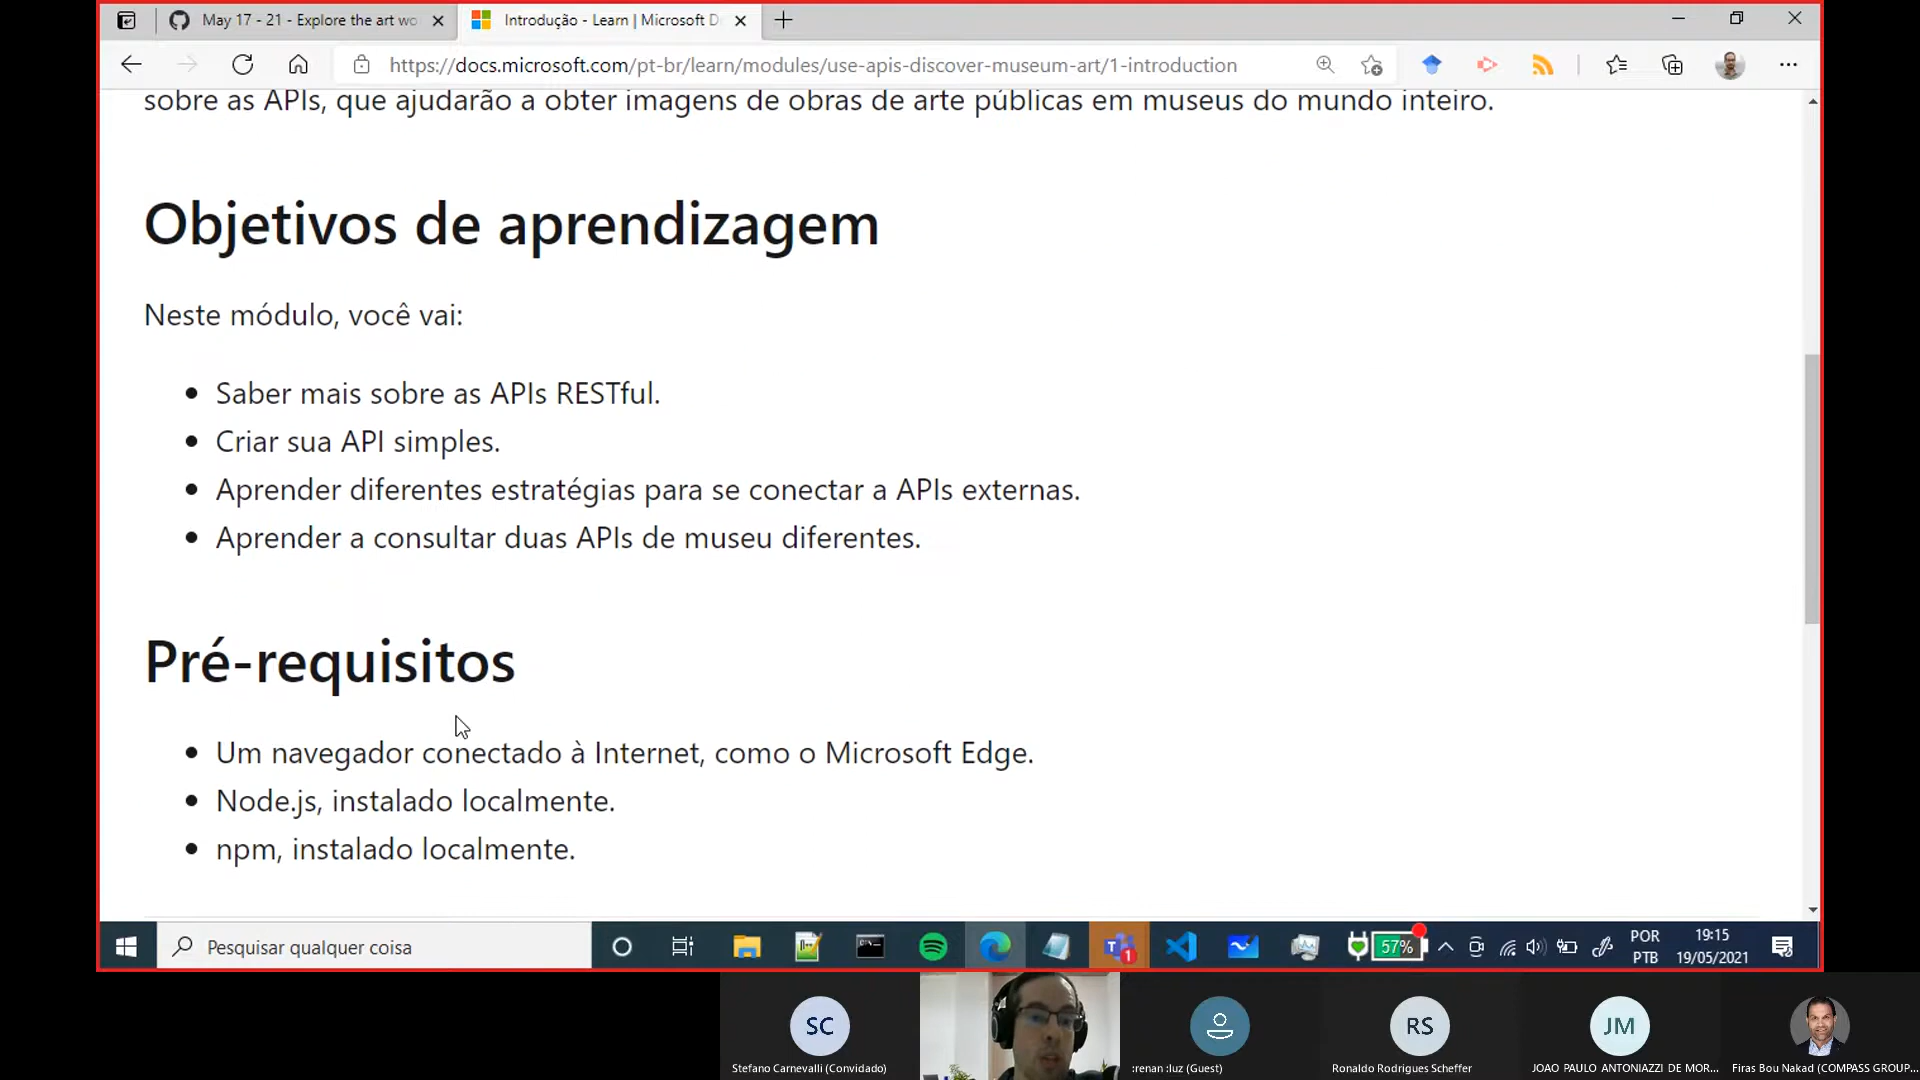 May 17 - 21 - Explore the art wo
Introdução - Learn | Microsoft D
https://docs.microsoft.com/pt-br/learn/modules/use-apis-discover-museum-art/1-introduction
sobre as APIs, que ajudarão a obter imagens de obras de arte públicas em museus do mundo inteiro.
Objetivos de aprendizagem
Neste módulo, você vai:
Saber mais sobre as APIs RESTful.
Criar sua API simples.
Aprender diferentes estratégias para se conectar a APIs externas.
Aprender a consultar duas APIs de museu diferentes.
Pré-requisitos
Um navegador conectado à Internet, como o Microsoft Edge.
Node.js, instalado localmente.
npm, instalado localmente.
Pesquisar qualquer coisa
1
57%
POR
PTB
19:15
19/05/2021
SC
RS
JM
Stefano Carnevalli (Convidado)
:renan :luz (Guest)
Ronaldo Rodrigues Scheffer
JOAO PAULO ANTONIAZZI DE MOR...
Firas Bou Nakad (COMPASS GROUP...